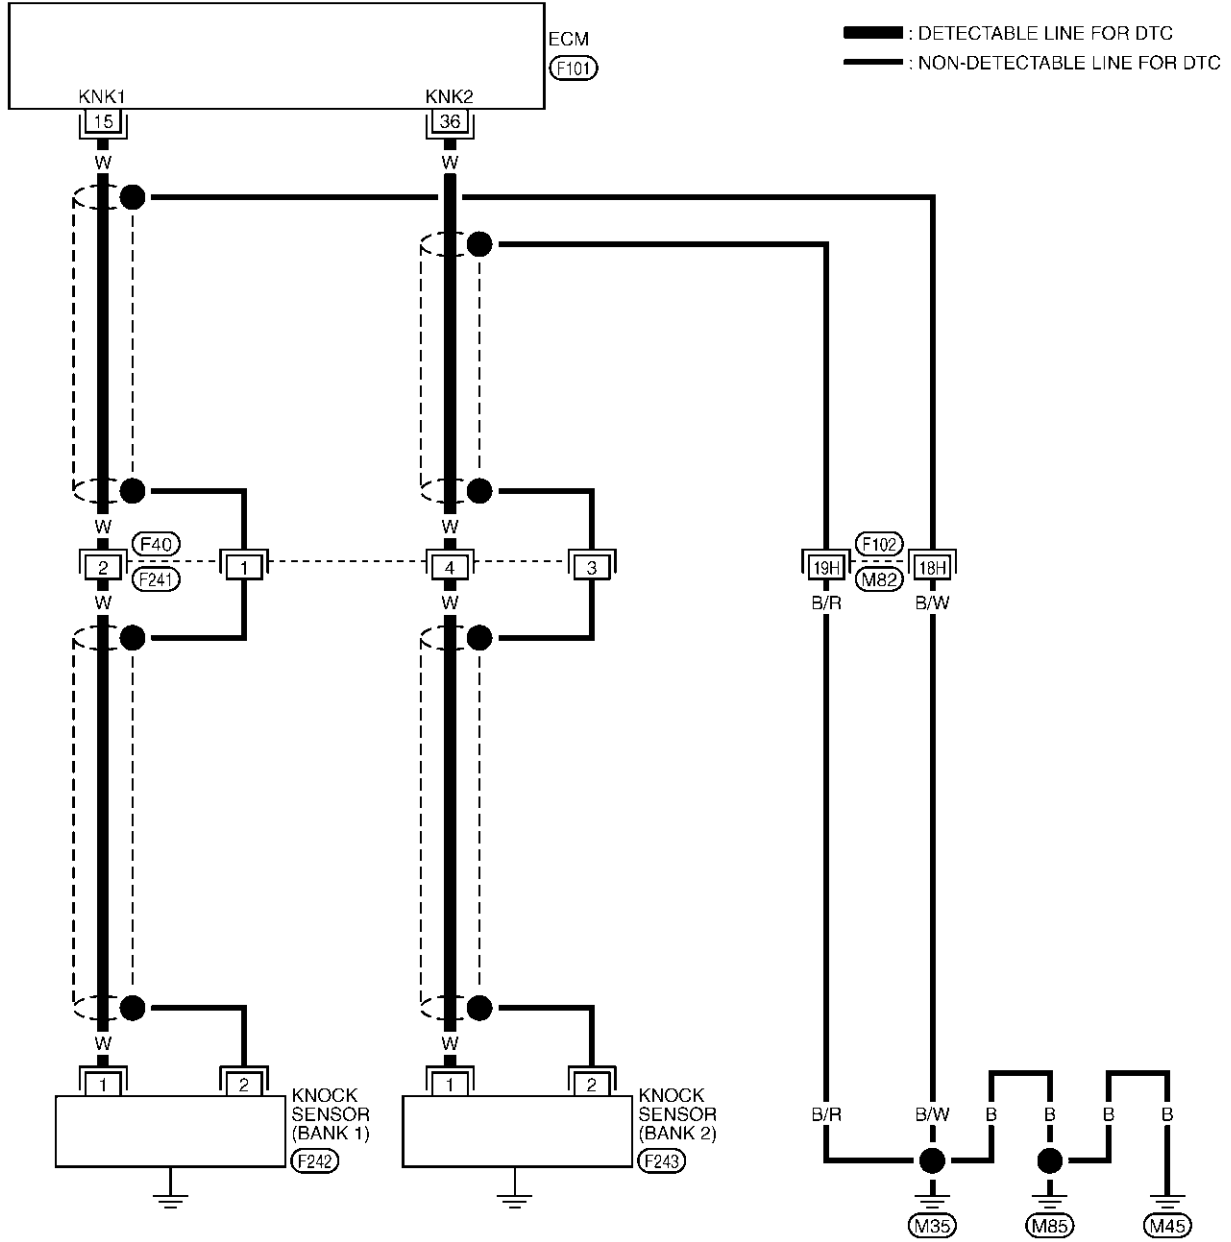 ECM
F101
: DETECTABLE LINE FOR DTC
: NON-DETECTABLE LINE FOR DTC
KNK1
KNK2
15
36
W
W
W
W
F40
F102
2
1
4
3
19H
18H
F241
M82
W
W
B/R
B/W
W
W
1
2
1
2
KNOCK
SENSOR
(BANK 1)
F242
KNOCK
SENSOR
(BANK 2)
F243
B/R
B/W
B
B
B
B
M35
M85
M45